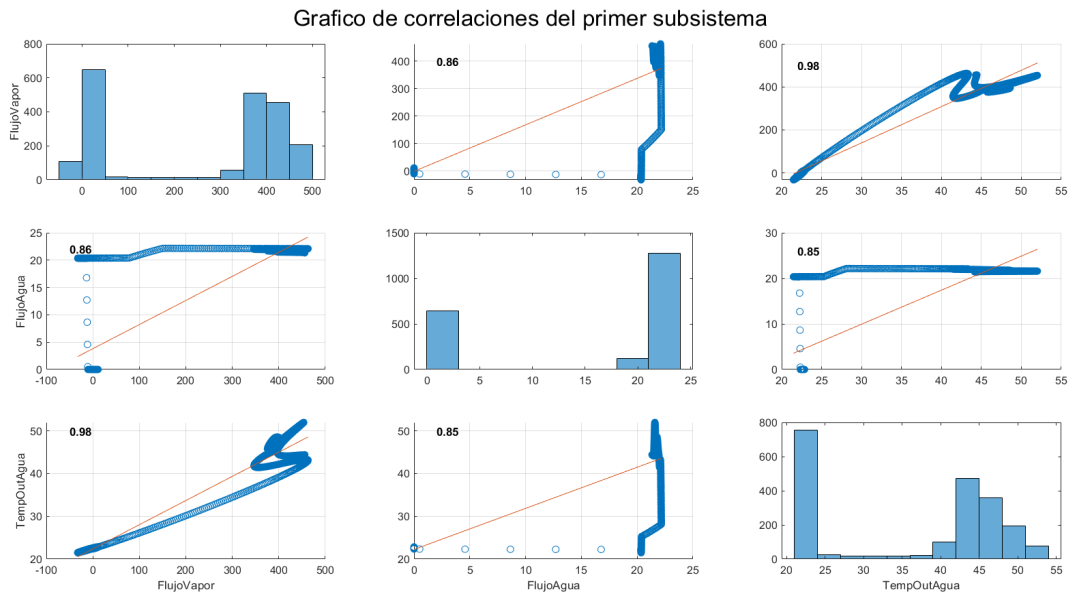 Grafico de correlaciones del primer subsistema
800
600
400
200
0
FlujoVapor
0 100 200 300 400 500
0.86
400
300
200
100
0
0 5 10 15 20 25
0.98
600
400
200
0
20 25 30 35 40 45 50 55
0.86
25
20
15
10
5
0
FlujoAgua
-100 0 100 200 300 400 500
1500
1000
500
0
0 5 10 15 20 25
0.85
30
20
10
0
20 25 30 35 40 45 50 55
0.98
50
40
30
20
TempOutAgua
-100 0 100 200 300 400 500
FlujoVapor
0.85
50
40
30
20
0 5 10 15 20 25
FlujoAgua
800
600
400
200
0
20 25 30 35 40 45 50 55
TempOutAgua